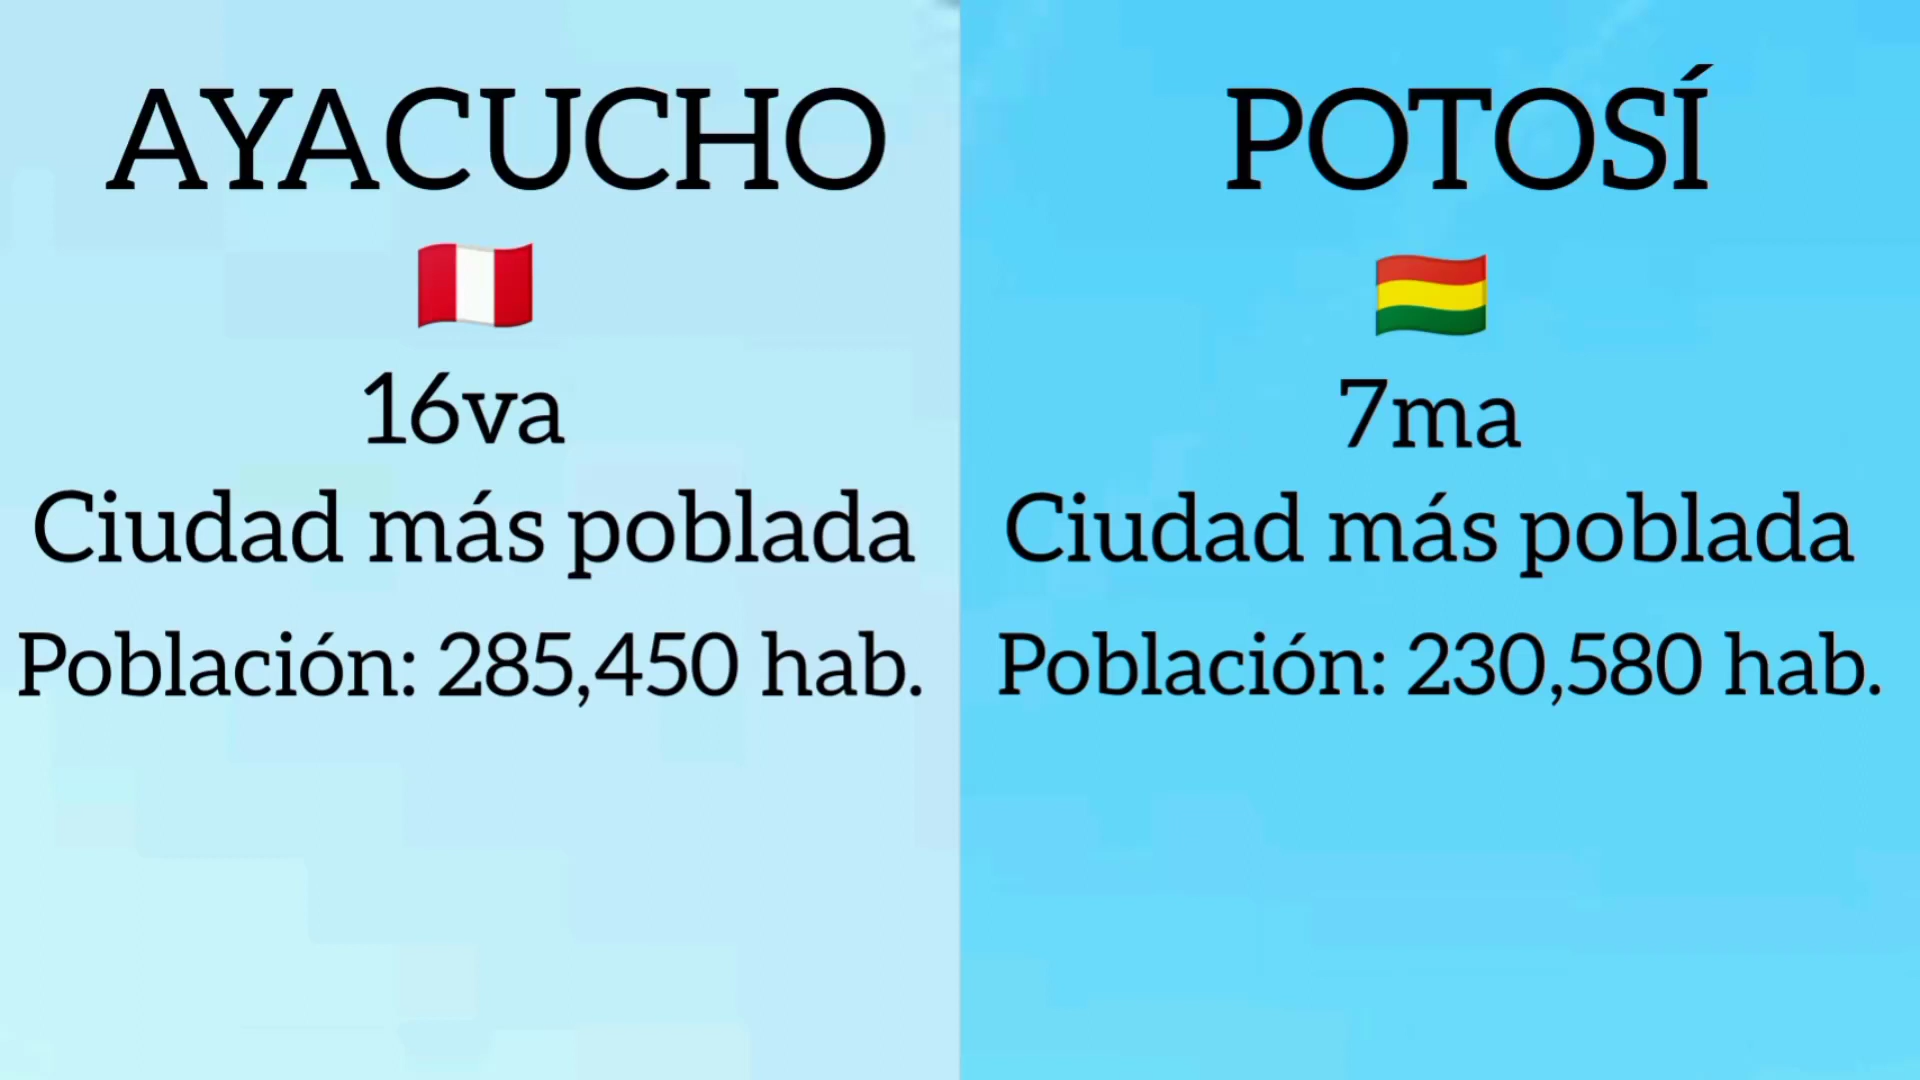 AYACUCHO
16va
Ciudad más poblada
Población: 285,450 hab.
POTOSÍ
7ma
Ciudad más poblada
Población: 230,580 hab.